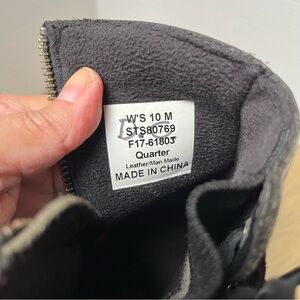 W'S 10 M
STS80769
F17-61803
Quarter
Leather/Man Made
MADE IN CHINA